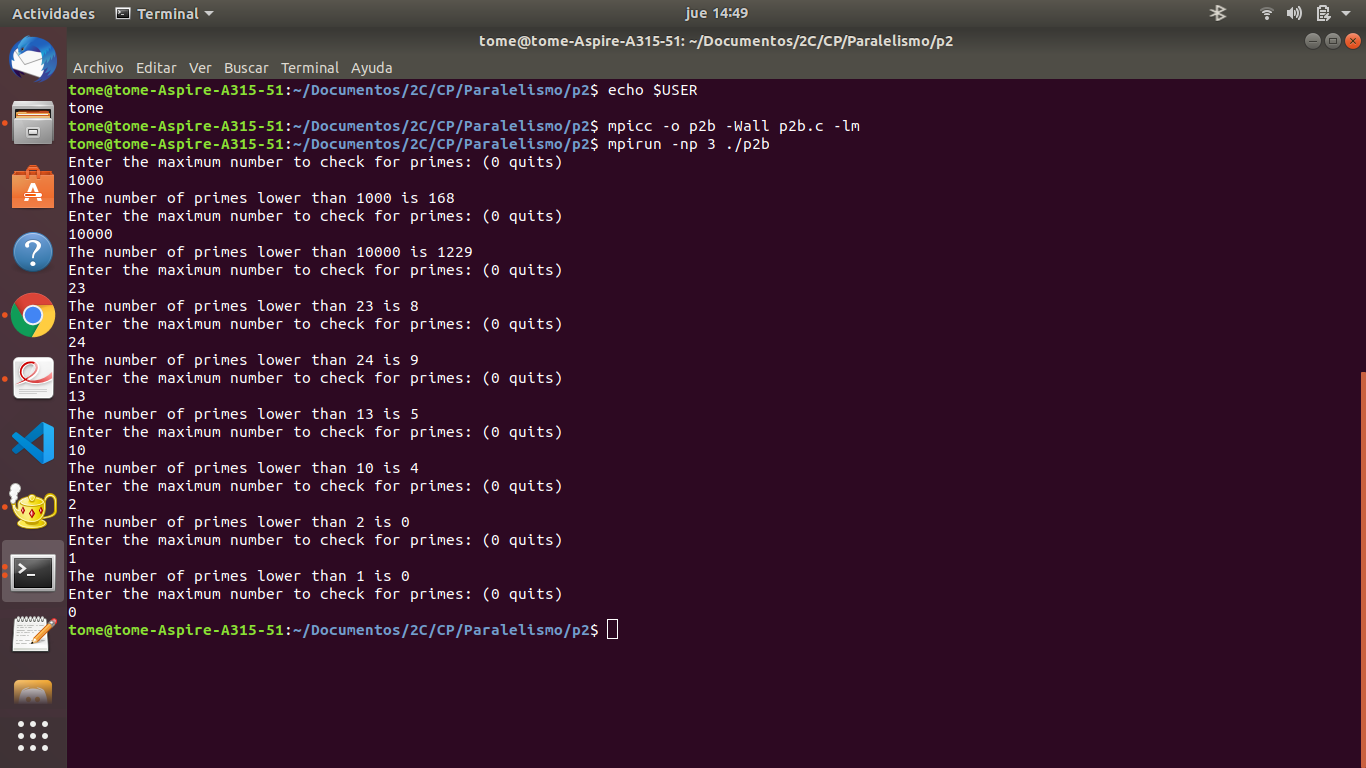 Actividades Terminal jue 14:49
tome@tome-Aspire-A315-51: ~/Documentos/2C/CP/Paralelismo/p2
Archivo Editar Ver Buscar Terminal Ayuda
tome@tome-Aspire-A315-51:~/Documentos/2C/CP/Paralelismo/p2$ echo $USER
tome
tome@tome-Aspire-A315-51:~/Documentos/2C/CP/Paralelismo/p2$ mpicc -o p2b -Wall p2b.c -lm
tome@tome-Aspire-A315-51:~/Documentos/2C/CP/Paralelismo/p2$ mpirun -np 3 ./p2b
Enter the maximum number to check for primes: (0 quits)
1000
The number of primes lower than 1000 is 168
Enter the maximum number to check for primes: (0 quits)
10000
The number of primes lower than 10000 is 1229
Enter the maximum number to check for primes: (0 quits)
23
The number of primes lower than 23 is 8
Enter the maximum number to check for primes: (0 quits)
24
The number of primes lower than 24 is 9
Enter the maximum number to check for primes: (0 quits)
13
The number of primes lower than 13 is 5
Enter the maximum number to check for primes: (0 quits)
10
The number of primes lower than 10 is 4
Enter the maximum number to check for primes: (0 quits)
2
The number of primes lower than 2 is 0
Enter the maximum number to check for primes: (0 quits)
1
The number of primes lower than 1 is 0
Enter the maximum number to check for primes: (0 quits)
0
tome@tome-Aspire-A315-51:~/Documentos/2C/CP/Paralelismo/p2$